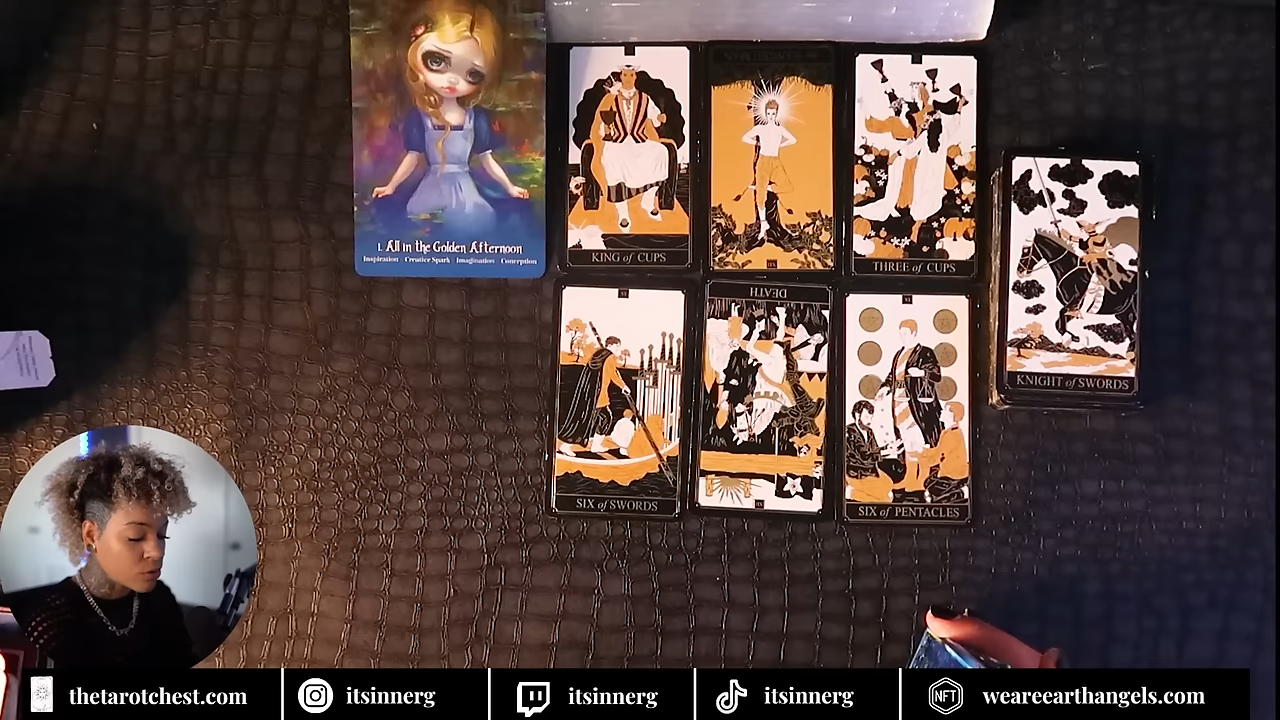 1. All in the Golden Afternoon
Inspiration Creative Spark Imagination Conception
KING of CUPS
THREE of CUPS
KNIGHT of SWORDS
SIX of SWORDS
DEATH
SIX of PENTACLES
thetarotchest.com
itsinnerg
itsinnerg
itsinnerg
NFT
weareearthangels.com